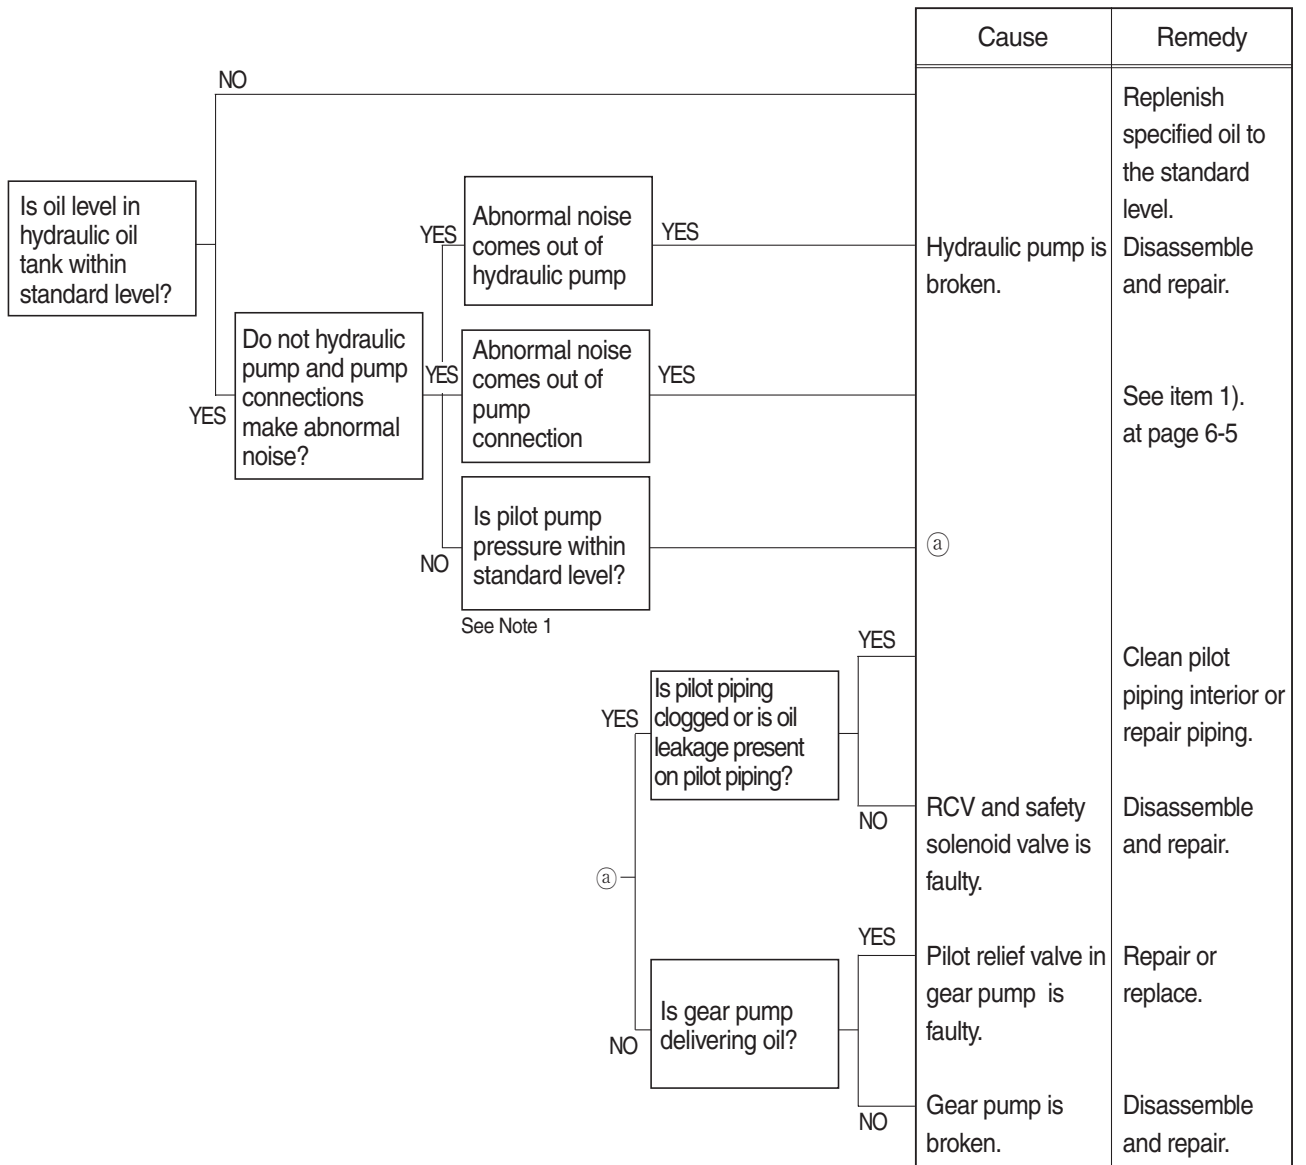 Cause
Remedy
NO
Replenish
specified oil to
the standard
level.
Is oil level in
hydraulic oil
tank within
standard level?
YES
Abnormal noise
comes out of
hydraulic pump
YES
Hydraulic pump is
broken.
Disassemble
and repair.
YES
Do not hydraulic
pump and pump
connections
make abnormal
noise?
YES
Abnormal noise
comes out of
pump
connection
YES
See item 1).
at page 6-5
NO
Is pilot pump
pressure within
standard level?
See Note 1
ⓐ
ⓐ
YES
Is pilot piping
clogged or is oil
leakage present
on pilot piping?
YES
Clean pilot
piping interior or
repair piping.
NO
RCV and safety
solenoid valve is
faulty.
Disassemble
and repair.
NO
Is gear pump
delivering oil?
YES
Pilot relief valve in
gear pump is
faulty.
Repair or
replace.
NO
Gear pump is
broken.
Disassemble
and repair.